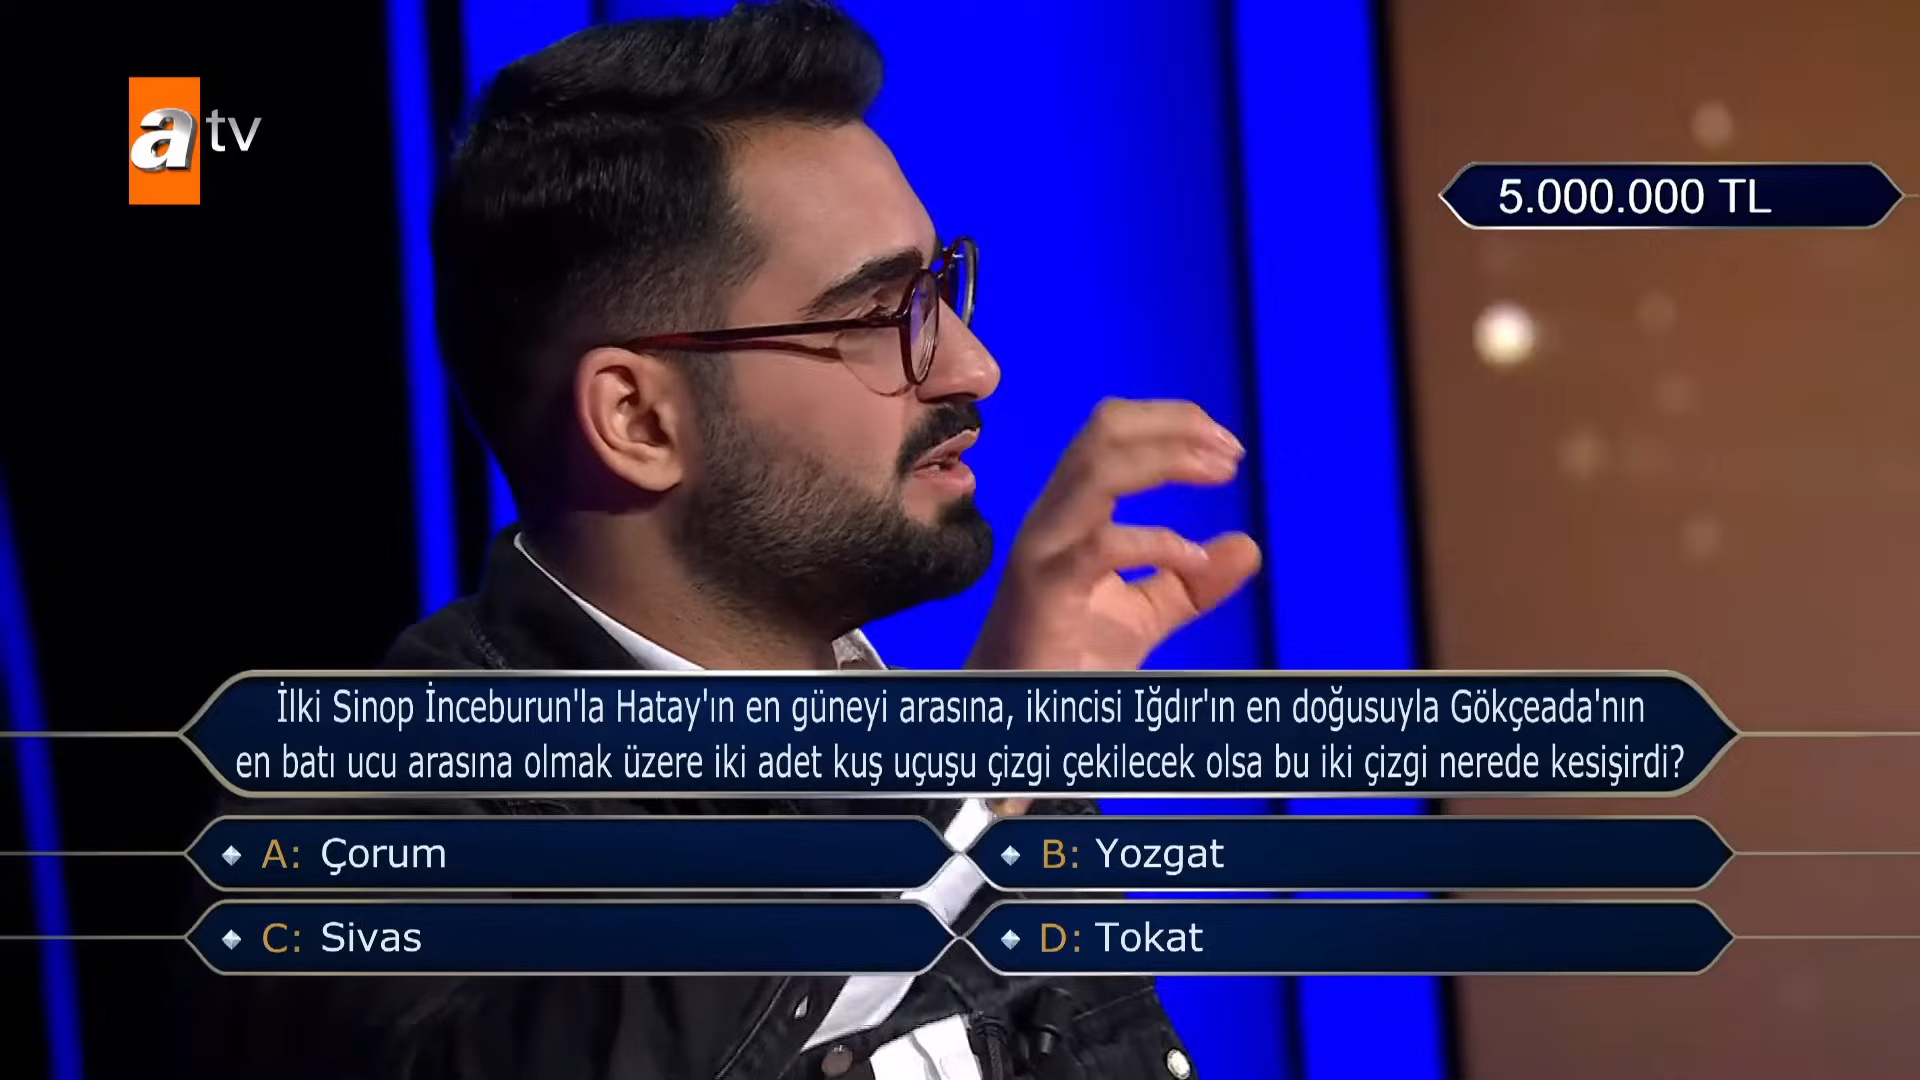 atv
5.000.000 TL
İlki Sinop İnceburun'la Hatay'ın en güneyi arasına, ikincisi Iğdır'ın en doğusuyla Gökçeada'nın
en batı ucu arasına olmak üzere iki adet kuş uçuşu çizgi çekilecek olsa bu iki çizgi nerede kesişirdi?
A: Çorum
B: Yozgat
C: Sivas
D: Tokat